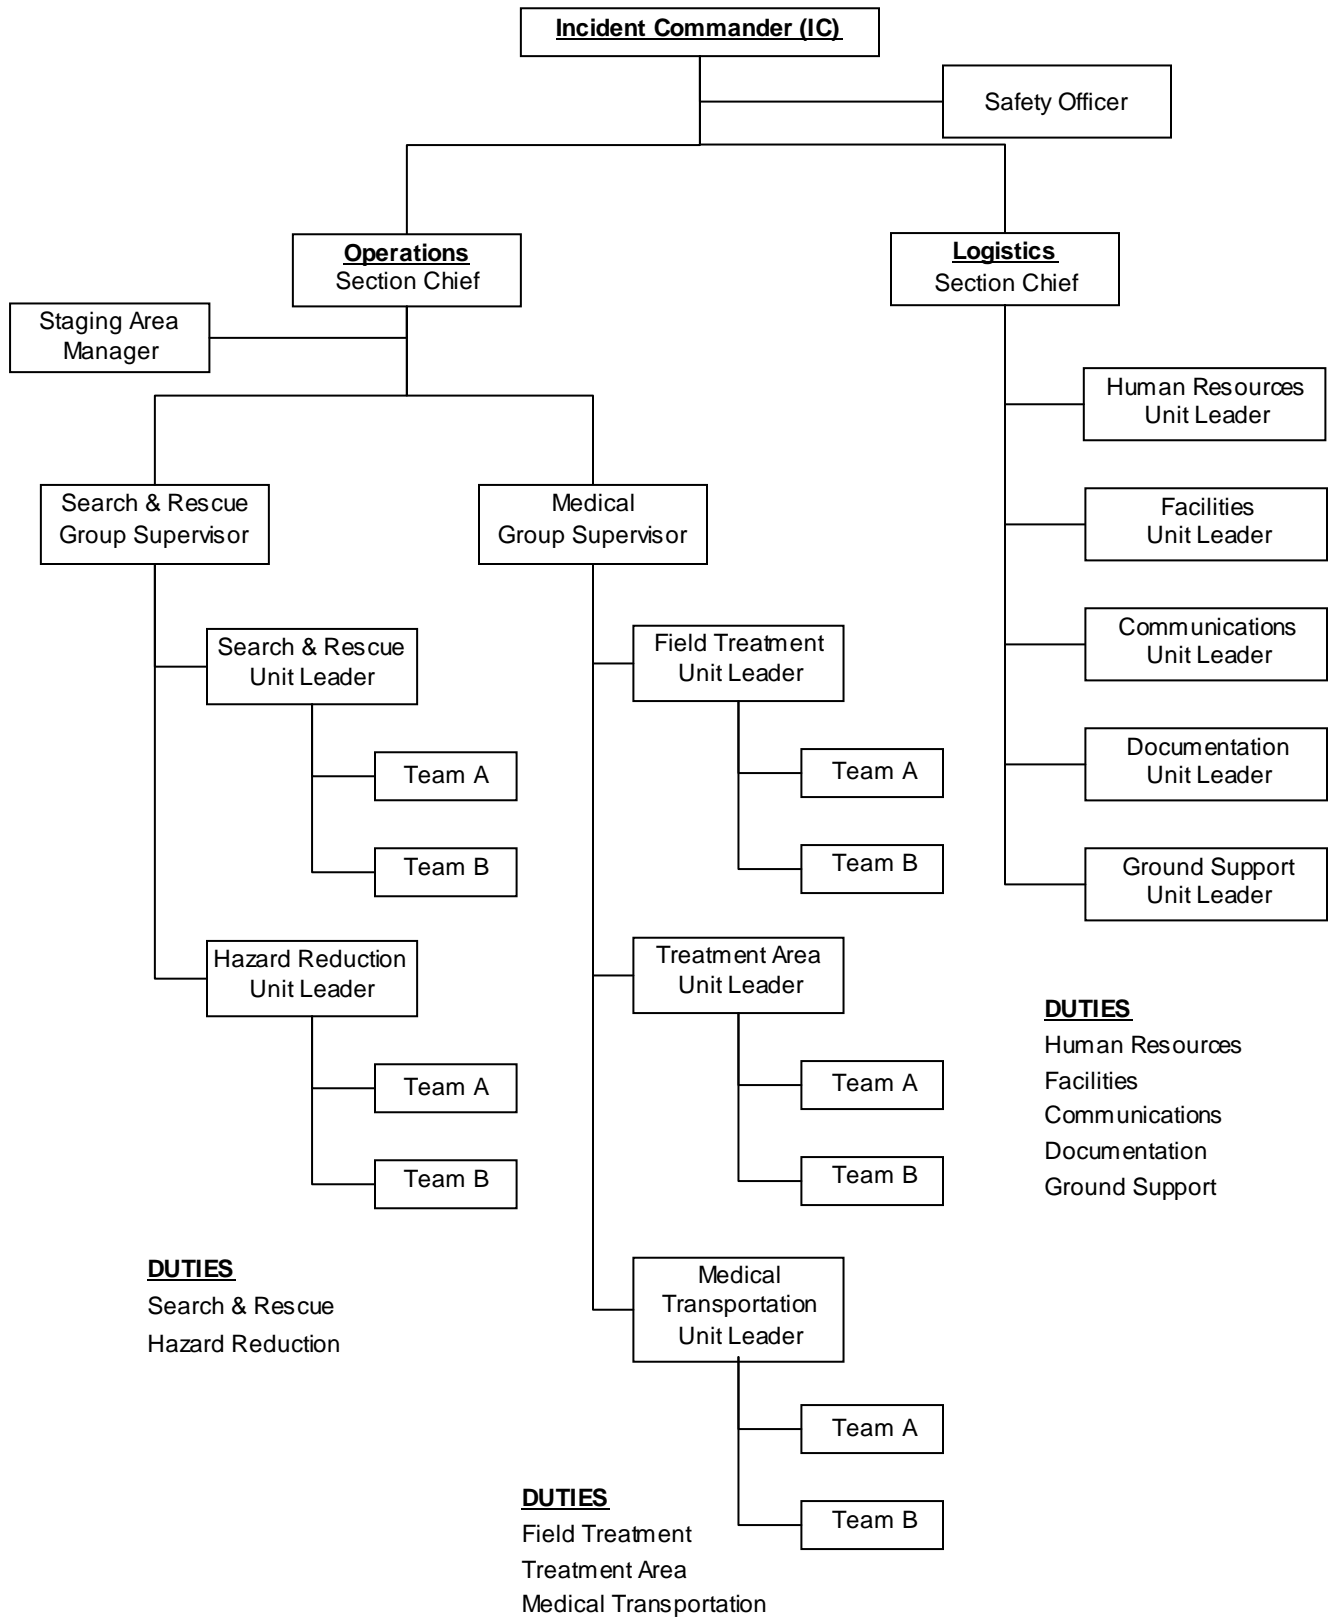 Incident Commander (IC)
Safety Officer
Operations
Section Chief
Logistics
Section Chief
Staging Area
Manager
Human Resources
Unit Leader
Search & Rescue
Group Supervisor
Medical
Group Supervisor
Facilities
Unit Leader
Search & Rescue
Unit Leader
Field Treatment
Unit Leader
Communications
Unit Leader
Team A
Team A
Documentation
Unit Leader
Team B
Team B
Ground Support
Unit Leader
Hazard Reduction
Unit Leader
Treatment Area
Unit Leader
Team A
Team A
Team B
Team B
DUTIES
Human Resources
Facilities
Communications
Documentation
Ground Support
DUTIES
Search & Rescue
Hazard Reduction
Medical
Transportation
Unit Leader
Team A
Team B
DUTIES
Field Treatment
Treatment Area
Medical Transportation